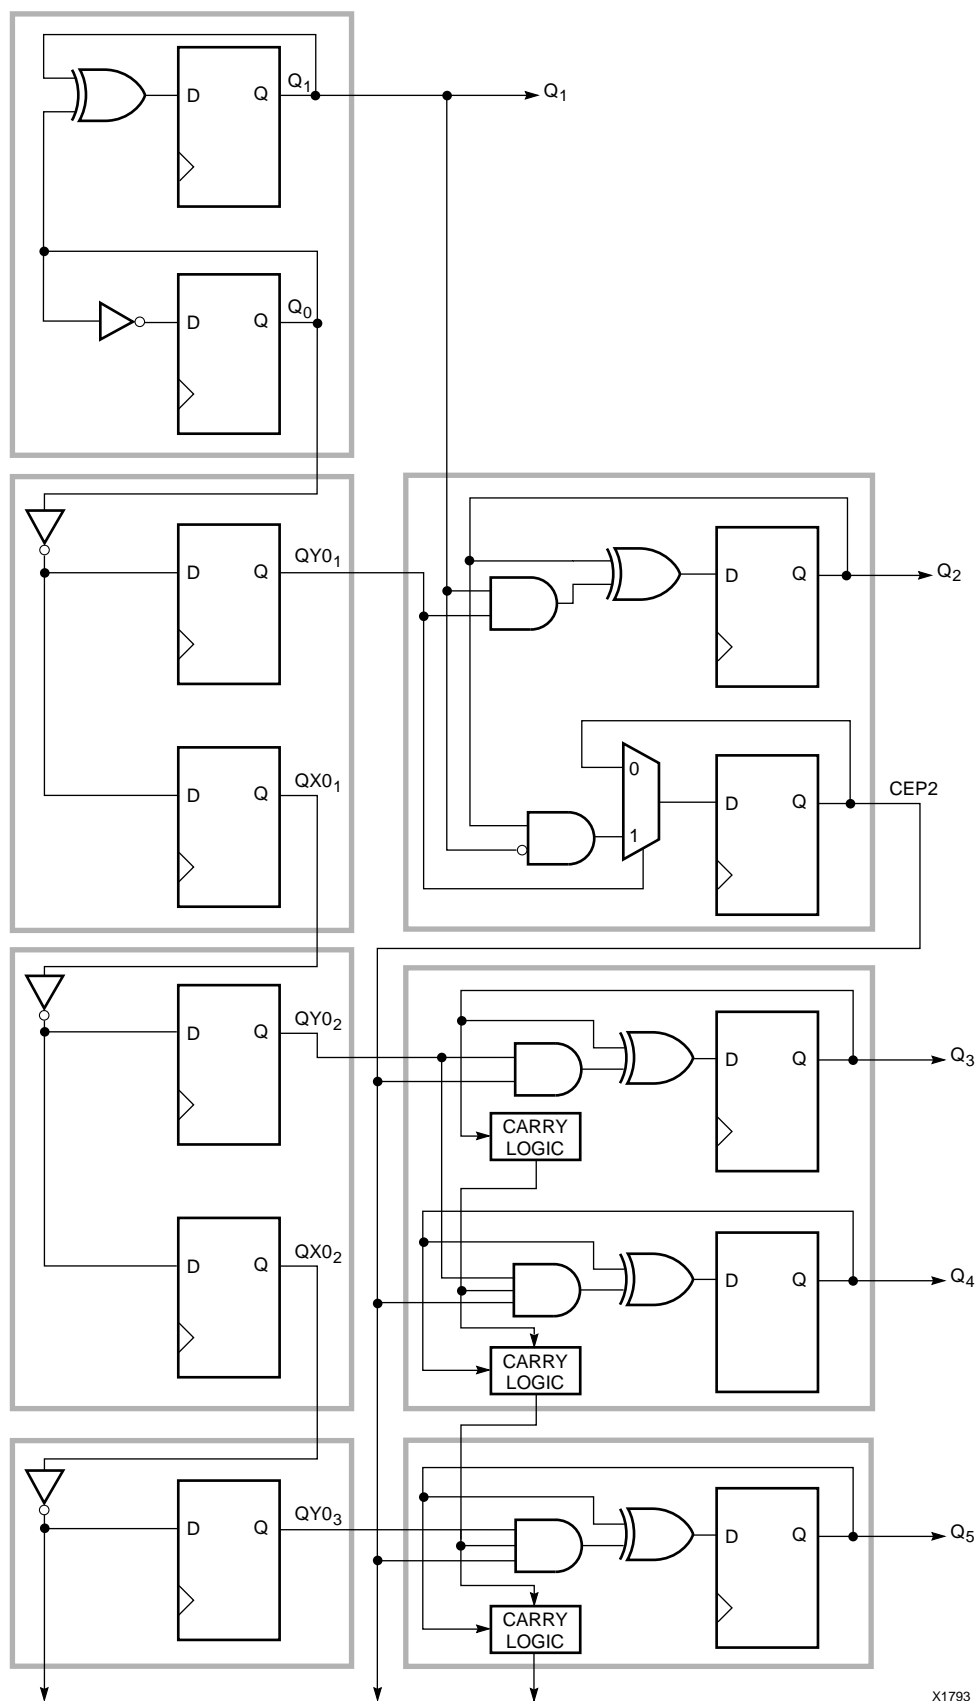 D Q Q1 Q1
D Q Q0
D Q QY01
D Q Q2
D Q QX01
0
1
D Q CEP2
D Q QY02
D Q Q3
CARRY
LOGIC
D Q QX02
D Q Q4
CARRY
LOGIC
D Q QY03
D Q Q5
CARRY
LOGIC
X1793